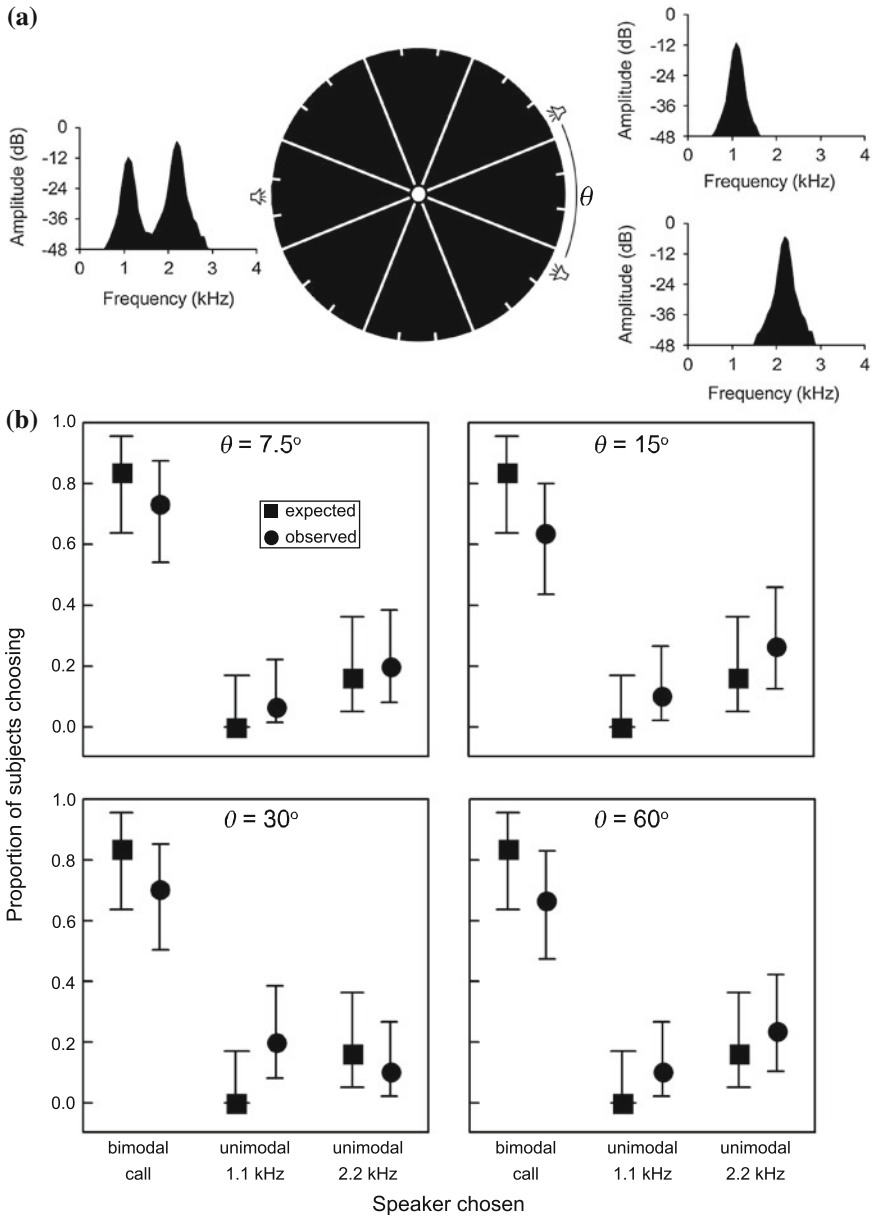 (a)
Amplitude (dB)
0
-12
-24
-36
-48
0 1 2 3 4
Frequency (kHz)
θ
Amplitude (dB)
0
-12
-24
-36
-48
0 1 2 3 4
Frequency (kHz)
Amplitude (dB)
0
-12
-24
-36
-48
0 1 2 3 4
Frequency (kHz)
(b)
Proportion of subjects choosing
1.0
0.8
0.6
0.4
0.2
0.0
θ = 7.5°
expected
observed
θ = 15°
1.0
0.8
0.6
0.4
0.2
0.0
θ = 30°
θ = 60°
bimodal unimodal unimodal bimodal unimodal unimodal
call 1.1 kHz 2.2 kHz call 1.1 kHz 2.2 kHz
Speaker chosen